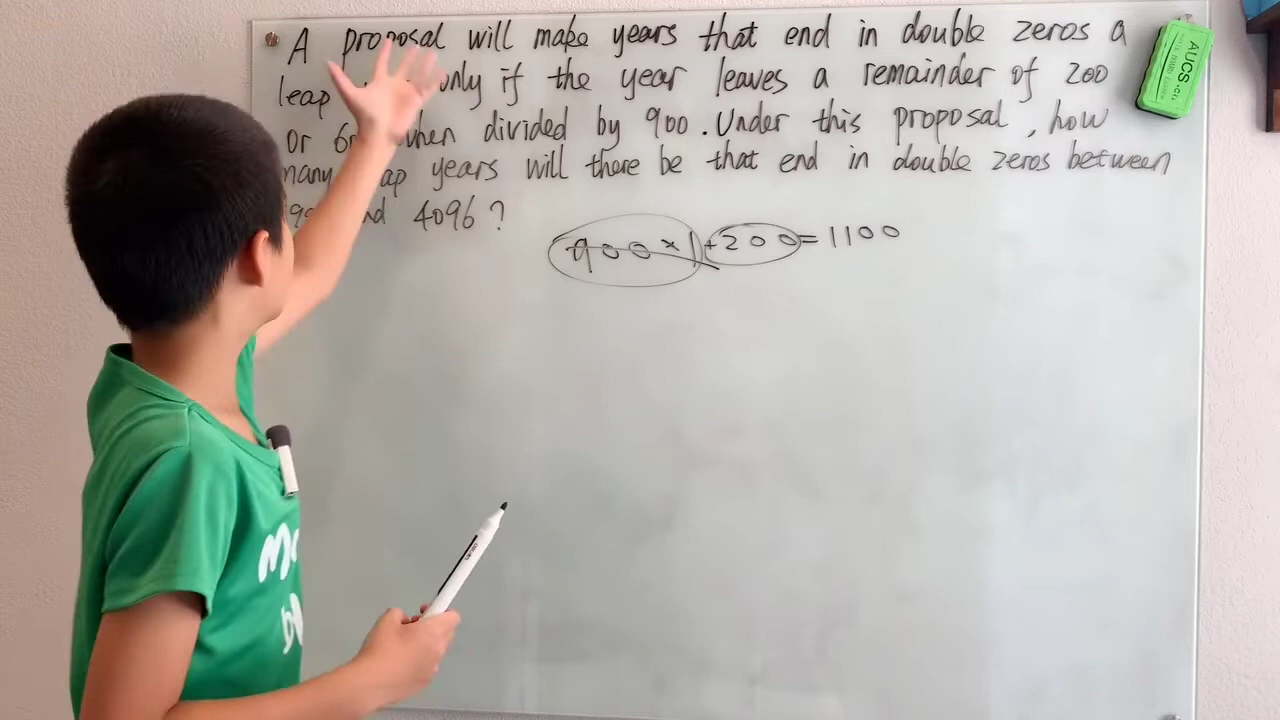 A proposal will make years that end in double zeros a
leap only if the year leaves a remainder of 200
or when divided by 900. Under this proposal, how
many years will there be that end in double zeros between
4096?
900×1+200=1100
AUCS